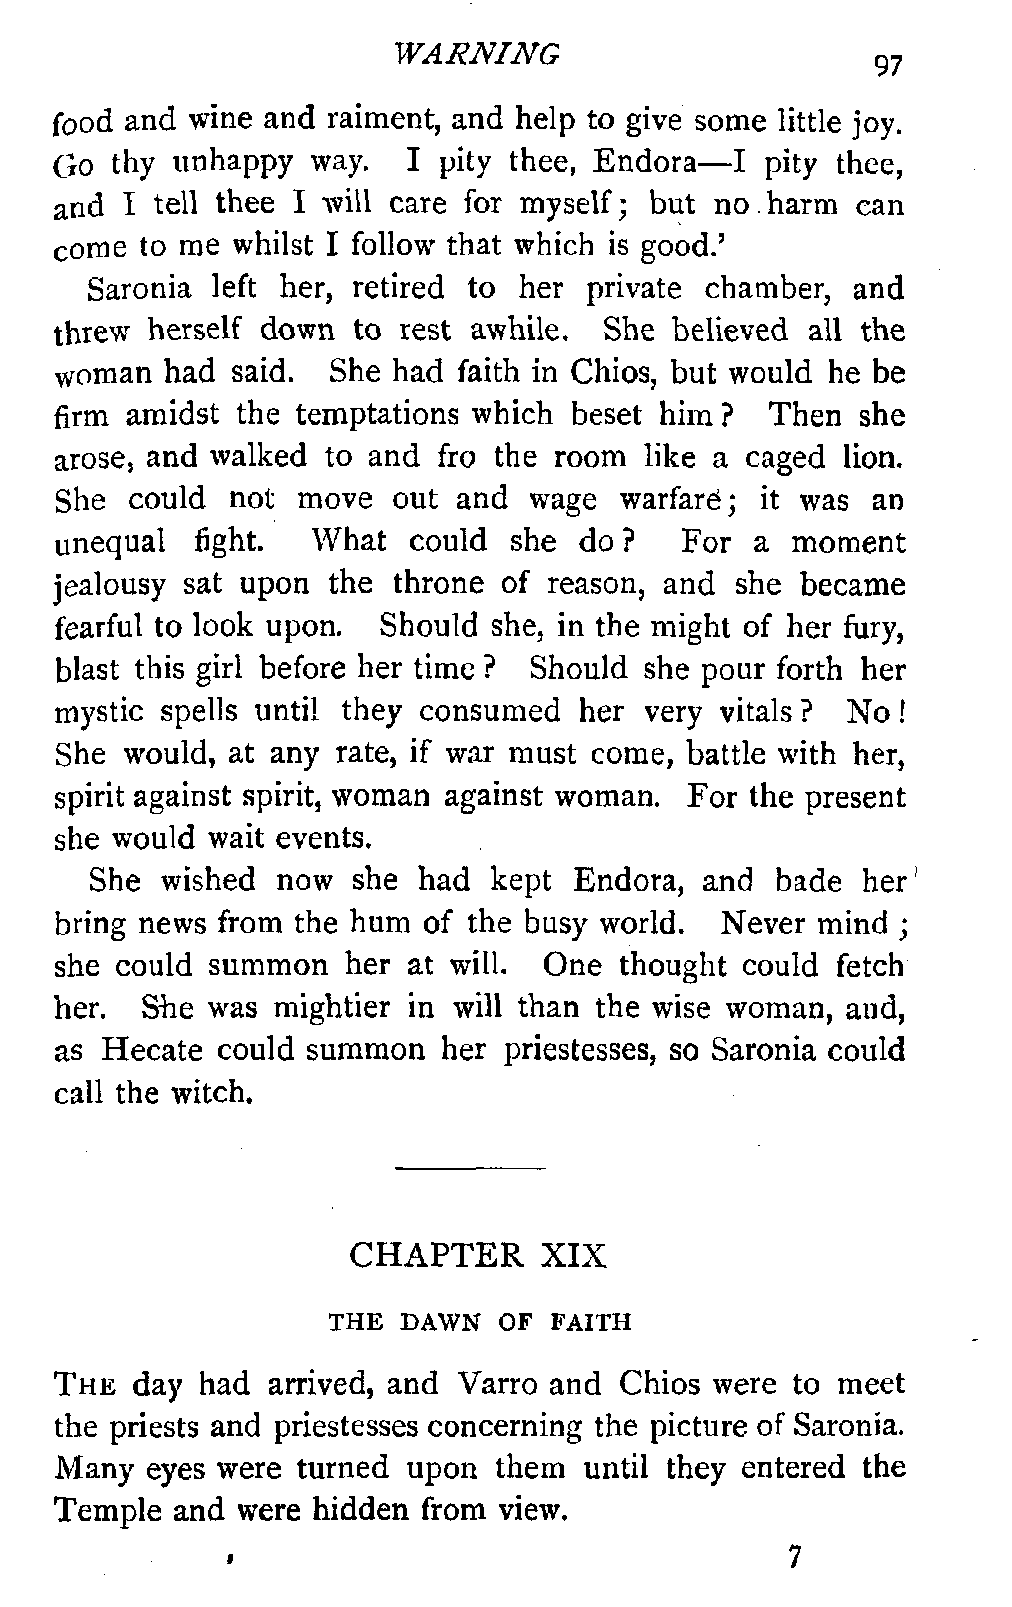 WARNING
97
food and wine and raiment, and help to give some little joy.
Go thy unhappy way. I pity thee, Endora—I pity thee,
and I tell thee I will care for myself; but no harm can
come to me whilst I follow that which is good.’
Saronia left her, retired to her private chamber, and
threw herself down to rest awhile. She believed all the
woman had said. She had faith in Chios, but would he be
firm amidst the temptations which beset him? Then she
arose, and walked to and fro the room like a caged lion.
She could not move out and wage warfare; it was an
unequal fight. What could she do? For a moment
jealousy sat upon the throne of reason, and she became
fearful to look upon. Should she, in the might of her fury,
blast this girl before her time? Should she pour forth her
mystic spells until they consumed her very vitals? No!
She would, at any rate, if war must come, battle with her,
spirit against spirit, woman against woman. For the present
she would wait events.
She wished now she had kept Endora, and bade her
bring news from the hum of the busy world. Never mind;
she could summon her at will. One thought could fetch
her. She was mightier in will than the wise woman, and,
as Hecate could summon her priestesses, so Saronia could
call the witch.
CHAPTER XIX
THE DAWN OF FAITH
THE day had arrived, and Varro and Chios were to meet
the priests and priestesses concerning the picture of Saronia.
Many eyes were turned upon them until they entered the
Temple and were hidden from view.
7